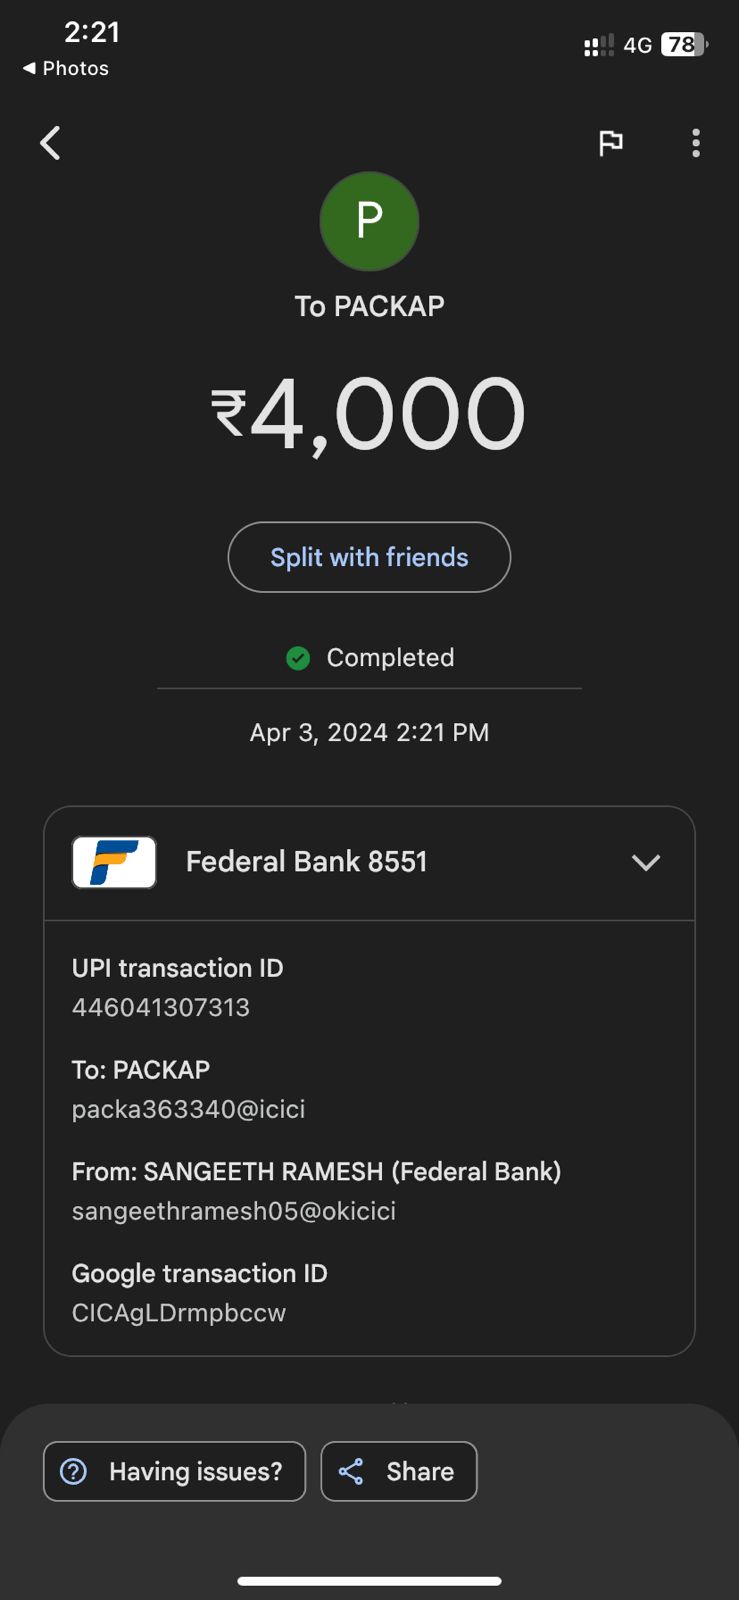 2:21
4G 78
◀ Photos
P
To PACKAP
₹4,000
Split with friends
Completed
Apr 3, 2024 2:21 PM
Federal Bank 8551
UPI transaction ID
446041307313
To: PACKAP
packa363340@icici
From: SANGEETH RAMESH (Federal Bank)
sangeethramesh05@okicici
Google transaction ID
CICAgLDrmpbccw
Having issues?
Share